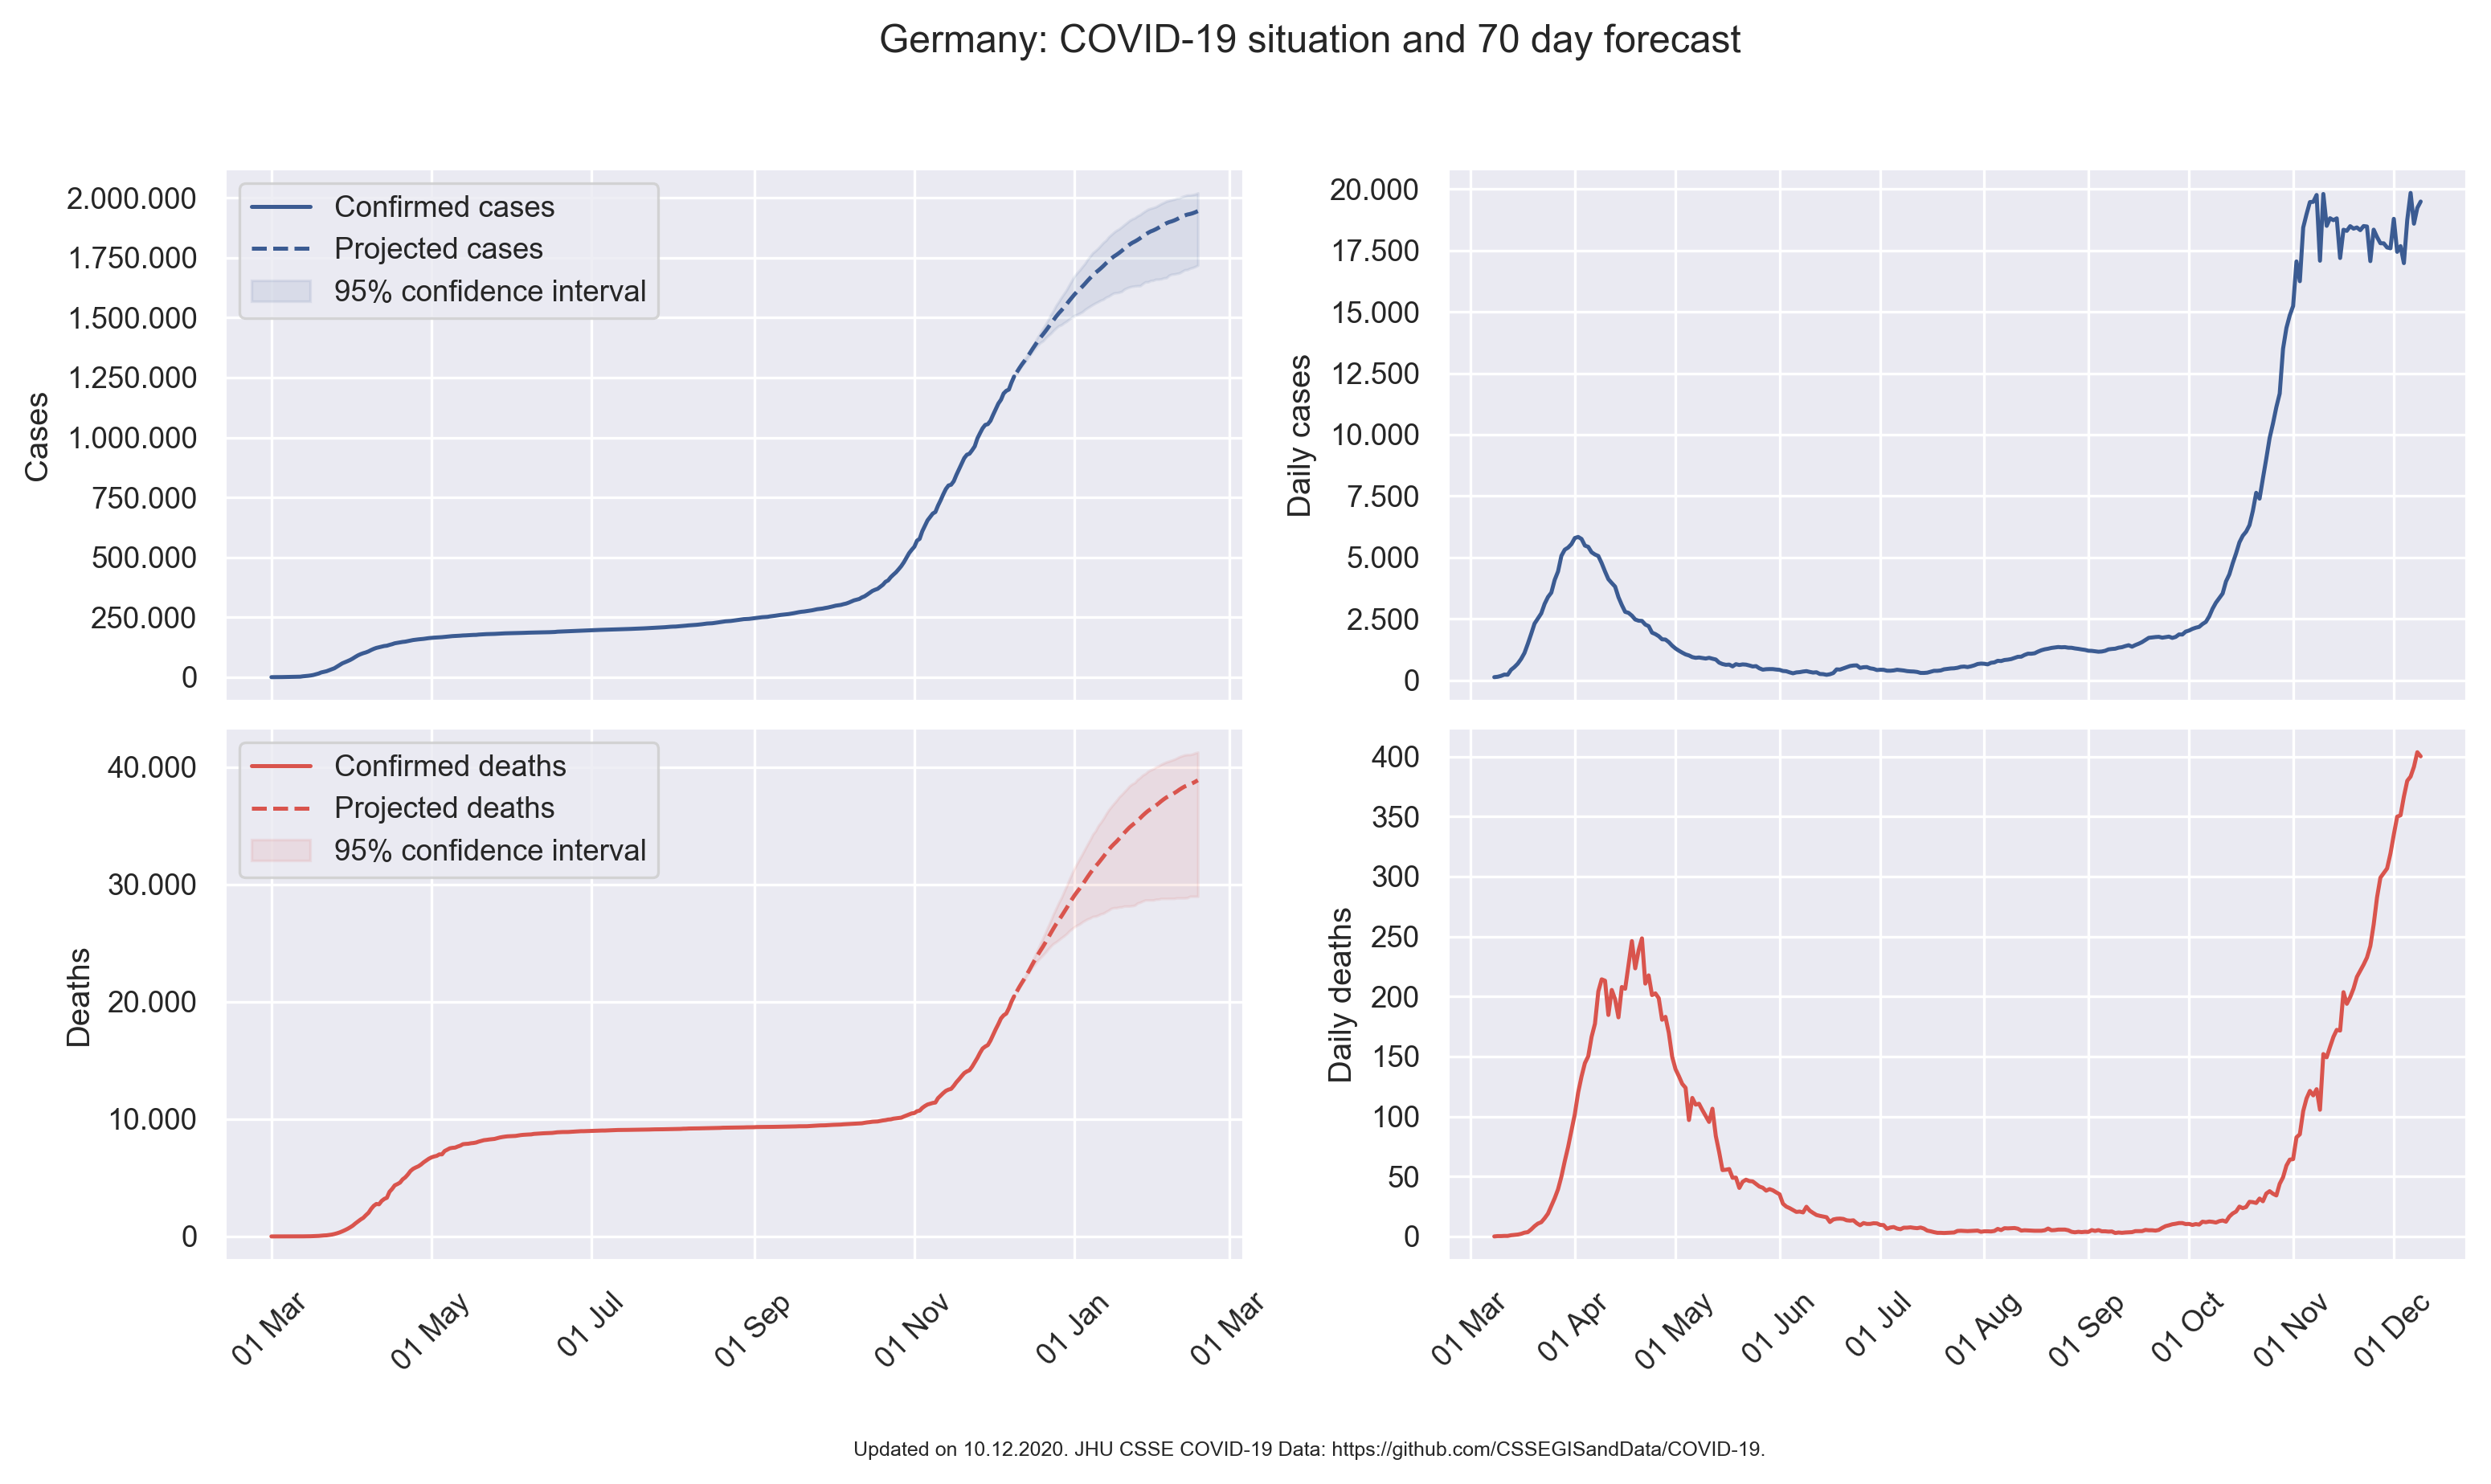 Germany: COVID-19 situation and 70 day forecast
2.000.000
1.750.000
1.500.000
1.250.000
1.000.000
750.000
500.000
250.000
0
Cases
Confirmed cases
Projected cases
95% confidence interval
20.000
17.500
15.000
12.500
10.000
7.500
5.000
2.500
0
Daily cases
40.000
30.000
20.000
10.000
0
Deaths
Confirmed deaths
Projected deaths
95% confidence interval
01 Mar
01 May
01 Jul
01 Sep
01 Nov
01 Jan
01 Mar
400
350
300
250
200
150
100
50
0
Daily deaths
01 Mar
01 Apr
01 May
01 Jun
01 Jul
01 Aug
01 Sep
01 Oct
01 Nov
01 Dec
Updated on 10.12.2020. JHU CSSE COVID-19 Data: https://github.com/CSSEGISandData/COVID-19.